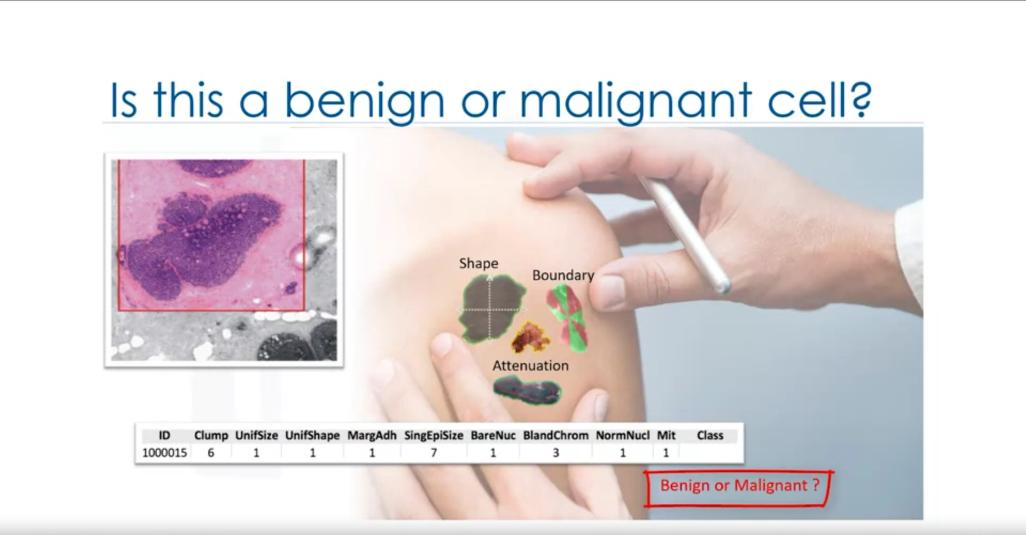 Is this a benign or malignant cell?
Shape
Boundary
Attenuation
ID Clump UnifSize UnifShape MargAdh SingEpiSize BareNuc BlandChrom NormNucl Mit Class
1000015 6 1 1 1 7 1 3 1 1
Benign or Malignant ?